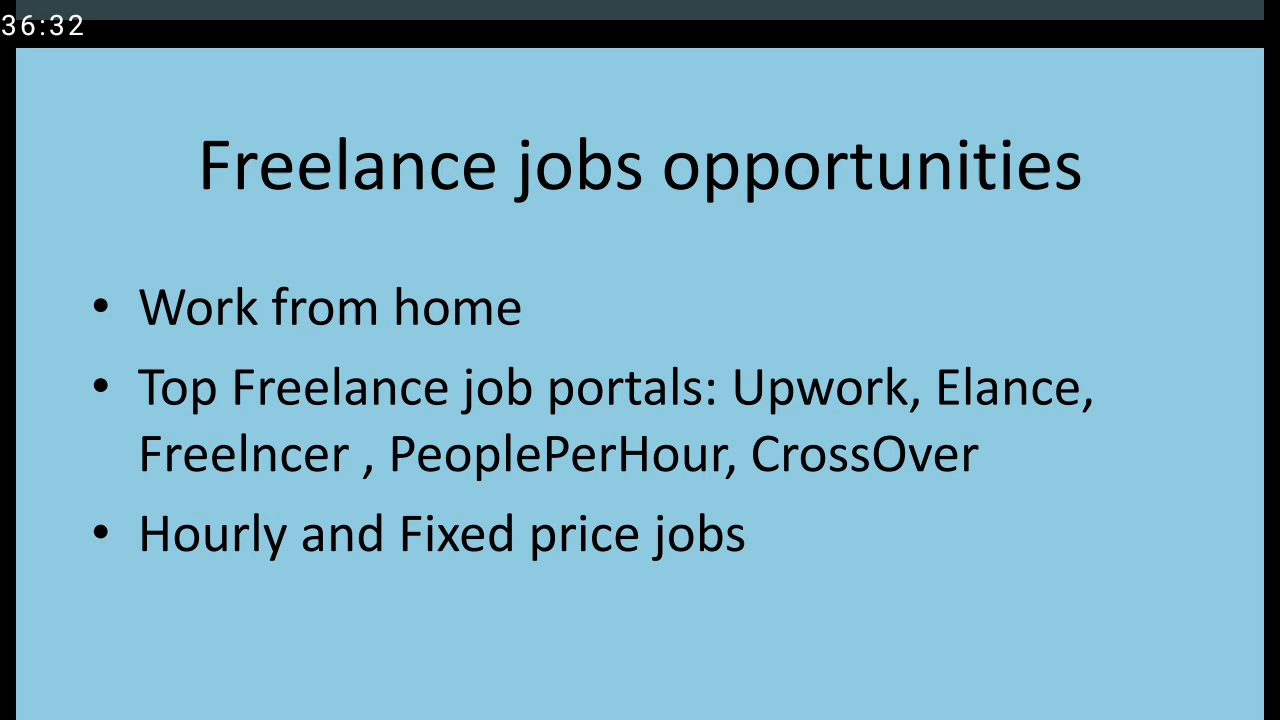 36:32
Freelance jobs opportunities
• Work from home
• Top Freelance job portals: Upwork, Elance,
Freelncer , PeoplePerHour, CrossOver
• Hourly and Fixed price jobs